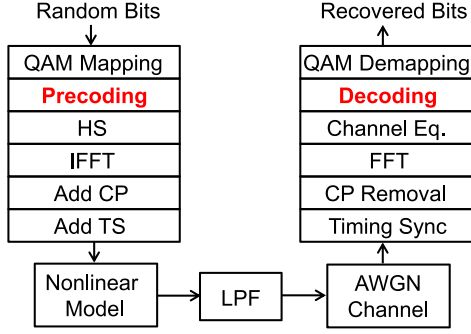 Random Bits
QAM Mapping
Precoding
HS
IFFT
Add CP
Add TS
Nonlinear
Model
LPF
AWGN
Channel
Timing Sync
CP Removal
FFT
Channel Eq.
Decoding
QAM Demapping
Recovered Bits